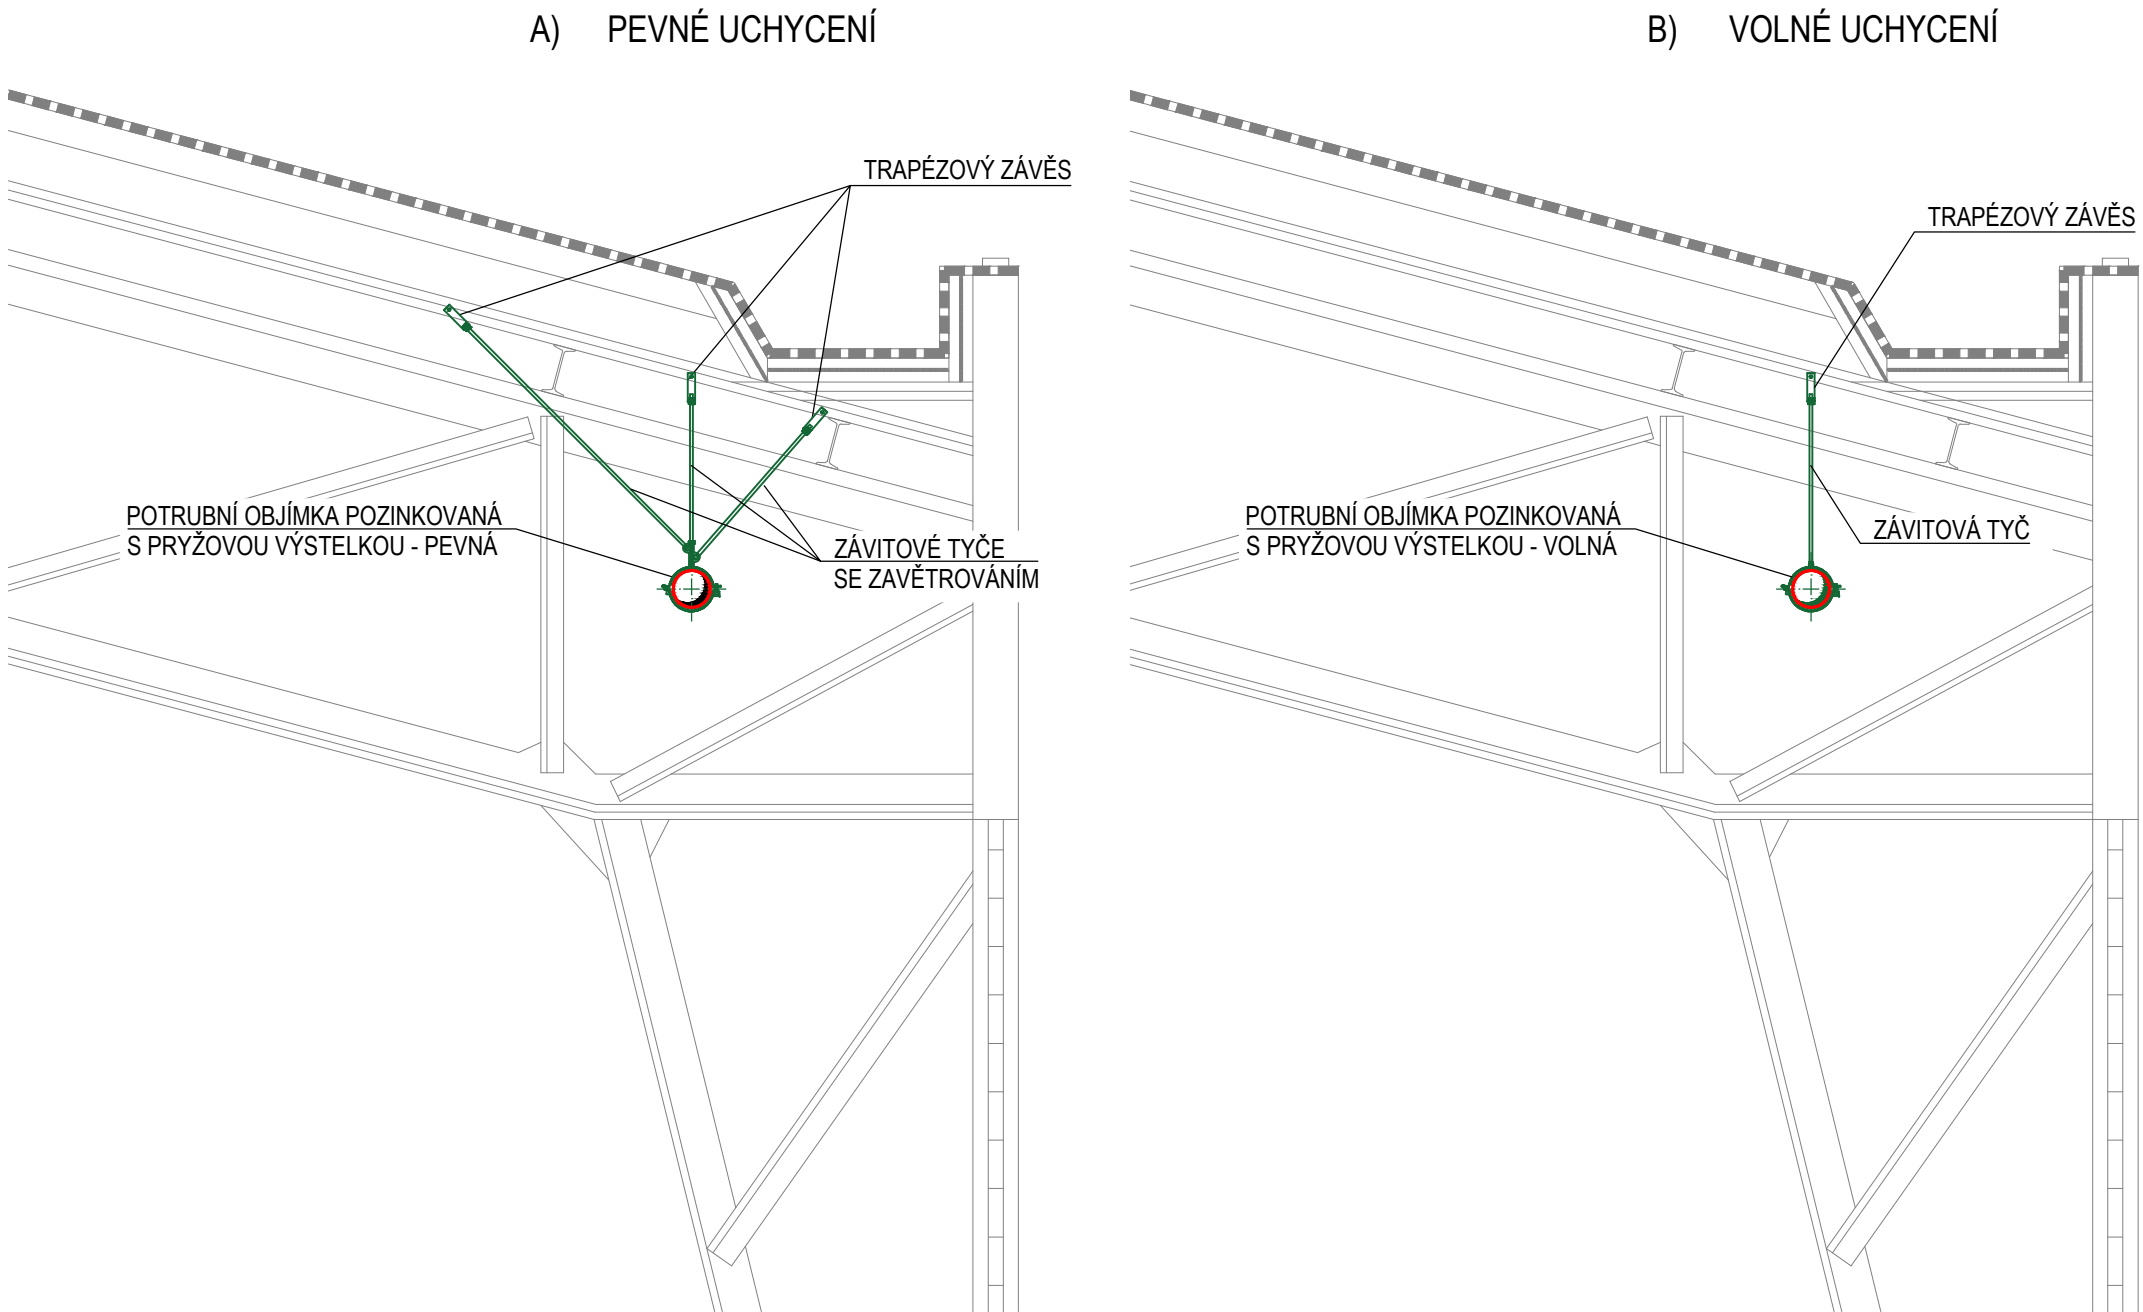 A) PEVNÉ UCHYCENÍ
TRAPÉZOVÝ ZÁVĚS
POTRUBNÍ OBJÍMKA POZINKOVANÁ
S PRYŽOVOU VÝSTELKOU - PEVNÁ
ZÁVITOVÉ TYČE
SE ZAVĚTROVÁNÍM
B) VOLNÉ UCHYCENÍ
TRAPÉZOVÝ ZÁVĚS
POTRUBNÍ OBJÍMKA POZINKOVANÁ
S PRYŽOVOU VÝSTELKOU - VOLNÁ
ZÁVITOVÁ TYČ